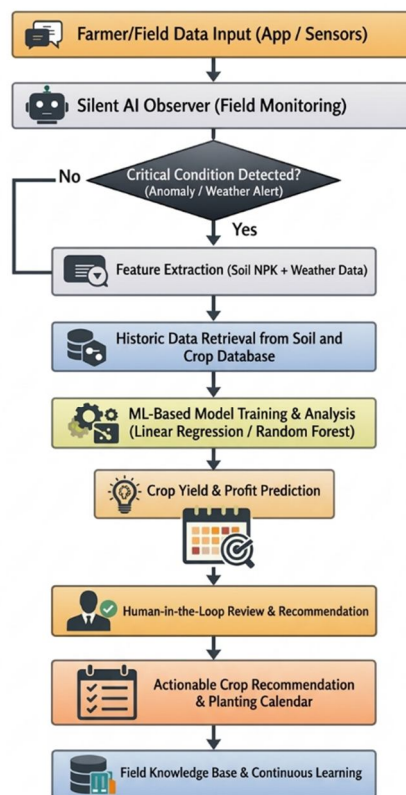 Farmer/Field Data Input (App / Sensors)
Silent AI Observer (Field Monitoring)
Critical Condition Detected?
(Anomaly / Weather Alert)
No
Yes
Feature Extraction (Soil NPK + Weather Data)
Historic Data Retrieval from Soil and
Crop Database
ML-Based Model Training & Analysis
(Linear Regression / Random Forest)
Crop Yield & Profit Prediction
Human-in-the-Loop Review & Recommendation
Actionable Crop Recommendation
& Planting Calendar
Field Knowledge Base & Continuous Learning